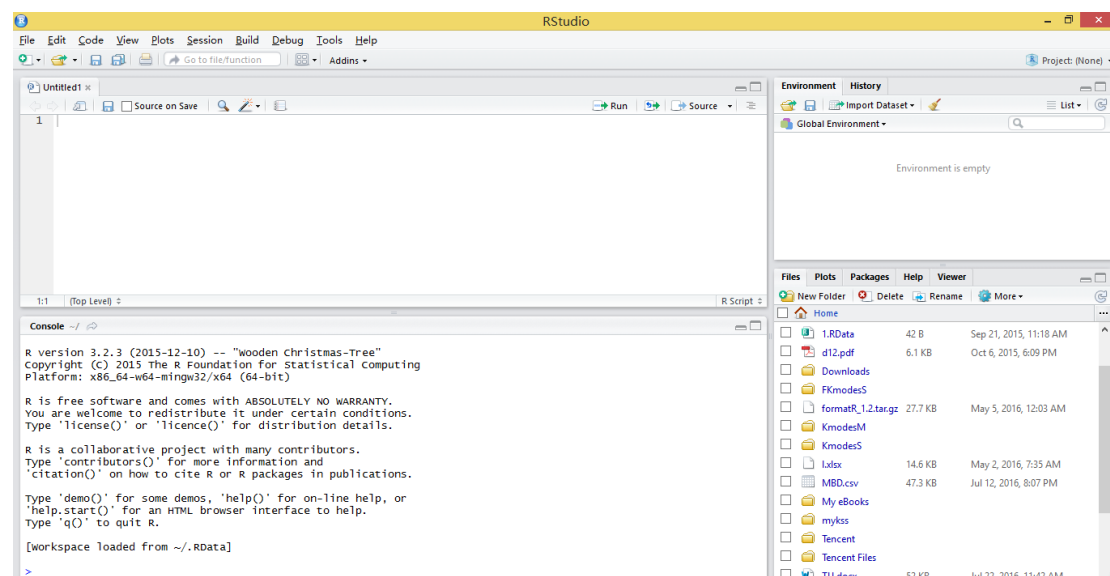 RStudio
File Edit Code View Plots Session Build Debug Tools Help
Go to file/function Addins Project: (None)
Untitled1
Source on Save Run Source
1
1:1 (Top Level) R Script
Console ~/
R version 3.2.3 (2015-12-10) -- "Wooden Christmas-Tree"
Copyright (C) 2015 The R Foundation for Statistical Computing
Platform: x86_64-w64-mingw32/x64 (64-bit)
R is free software and comes with ABSOLUTELY NO WARRANTY.
You are welcome to redistribute it under certain conditions.
Type 'license()' or 'licence()' for distribution details.
R is a collaborative project with many contributors.
Type 'contributors()' for more information and
'citation()' on how to cite R or R packages in publications.
Type 'demo()' for some demos, 'help()' for on-line help, or
'help.start()' for an HTML browser interface to help.
Type 'q()' to quit R.
[Workspace loaded from ~/.RData]
>
Environment History
Import Dataset List
Global Environment
Environment is empty
Files Plots Packages Help Viewer
New Folder Delete Rename More
Home ...
1.RData 42 B Sep 21, 2015, 11:18 AM
d12.pdf 6.1 KB Oct 6, 2015, 6:09 PM
Downloads
FKmodesS
formatR_1.2.tar.gz 27.7 KB May 5, 2016, 12:03 AM
KmodesM
KmodesS
l.xlsx 14.6 KB May 2, 2016, 7:35 AM
MBD.csv 47.3 KB Jul 12, 2016, 8:07 PM
My eBooks
mykss
Tencent
Tencent Files